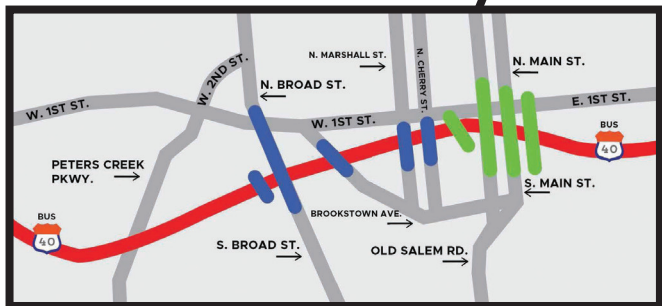 N. MARSHALL ST.
N. CHERRY ST.
N. MAIN ST.
W. 2ND ST.
N. BROAD ST.
W. 1ST ST.
W. 1ST ST.
E. 1ST ST.
BUS
40
PETERS CREEK
PKWY.
S. MAIN ST.
BROOKSTOWN AVE.
BUS
40
S. BROAD ST.
OLD SALEM RD.